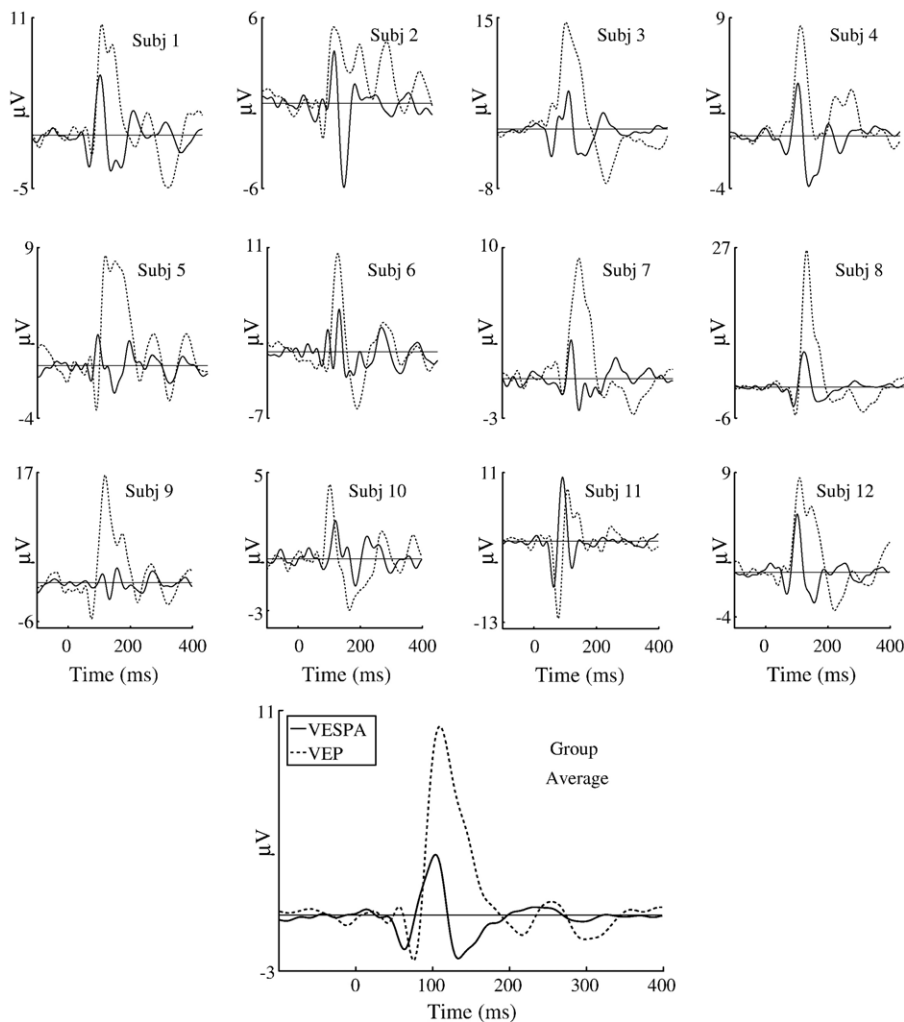 11
μV
-5
Subj 1
6
μV
-6
Subj 2
15
μV
-8
Subj 3
9
μV
-4
Subj 4
9
μV
-4
Subj 5
11
μV
-7
Subj 6
10
μV
-3
Subj 7
27
μV
-6
Subj 8
17
μV
-6
Subj 9
0 200 400
Time (ms)
5
μV
-3
Subj 10
0 200 400
Time (ms)
11
μV
-13
Subj 11
0 200 400
Time (ms)
9
μV
-4
Subj 12
0 200 400
Time (ms)
11
μV
-3
VESPA
VEP
Group
Average
0 100 200 300 400
Time (ms)